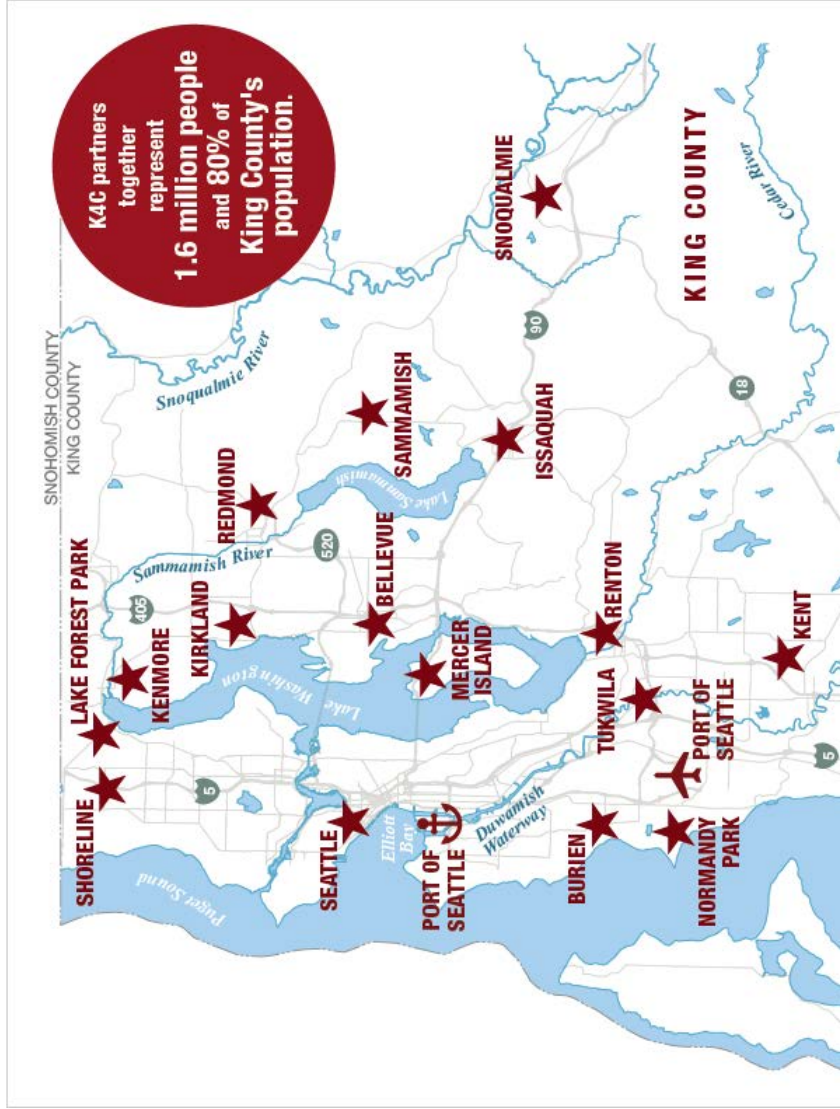 SNOHOMISH COUNTY
KING COUNTY
K4C partners
together
represent
1.6 million people
and 80% of
King County's
population.
SHORELINE
LAKE FOREST PARK
KENMORE
405
Sammamish River
Snoqualmie River
REDMOND
KIRKLAND
5
Puget Sound
Lake Washington
520
SEATTLE
BELLEVUE
Lake Sammamish
SAMMAMISH
Elliott
Bay
PORT OF
SEATTLE
MERCER
ISLAND
ISSAQUAH
90
SNOQUALMIE
Duwamish
Waterway
BURIEN
TUKWILA
RENTON
NORMANDY
PARK
PORT OF
SEATTLE
KING COUNTY
18
Cedar River
KENT
5